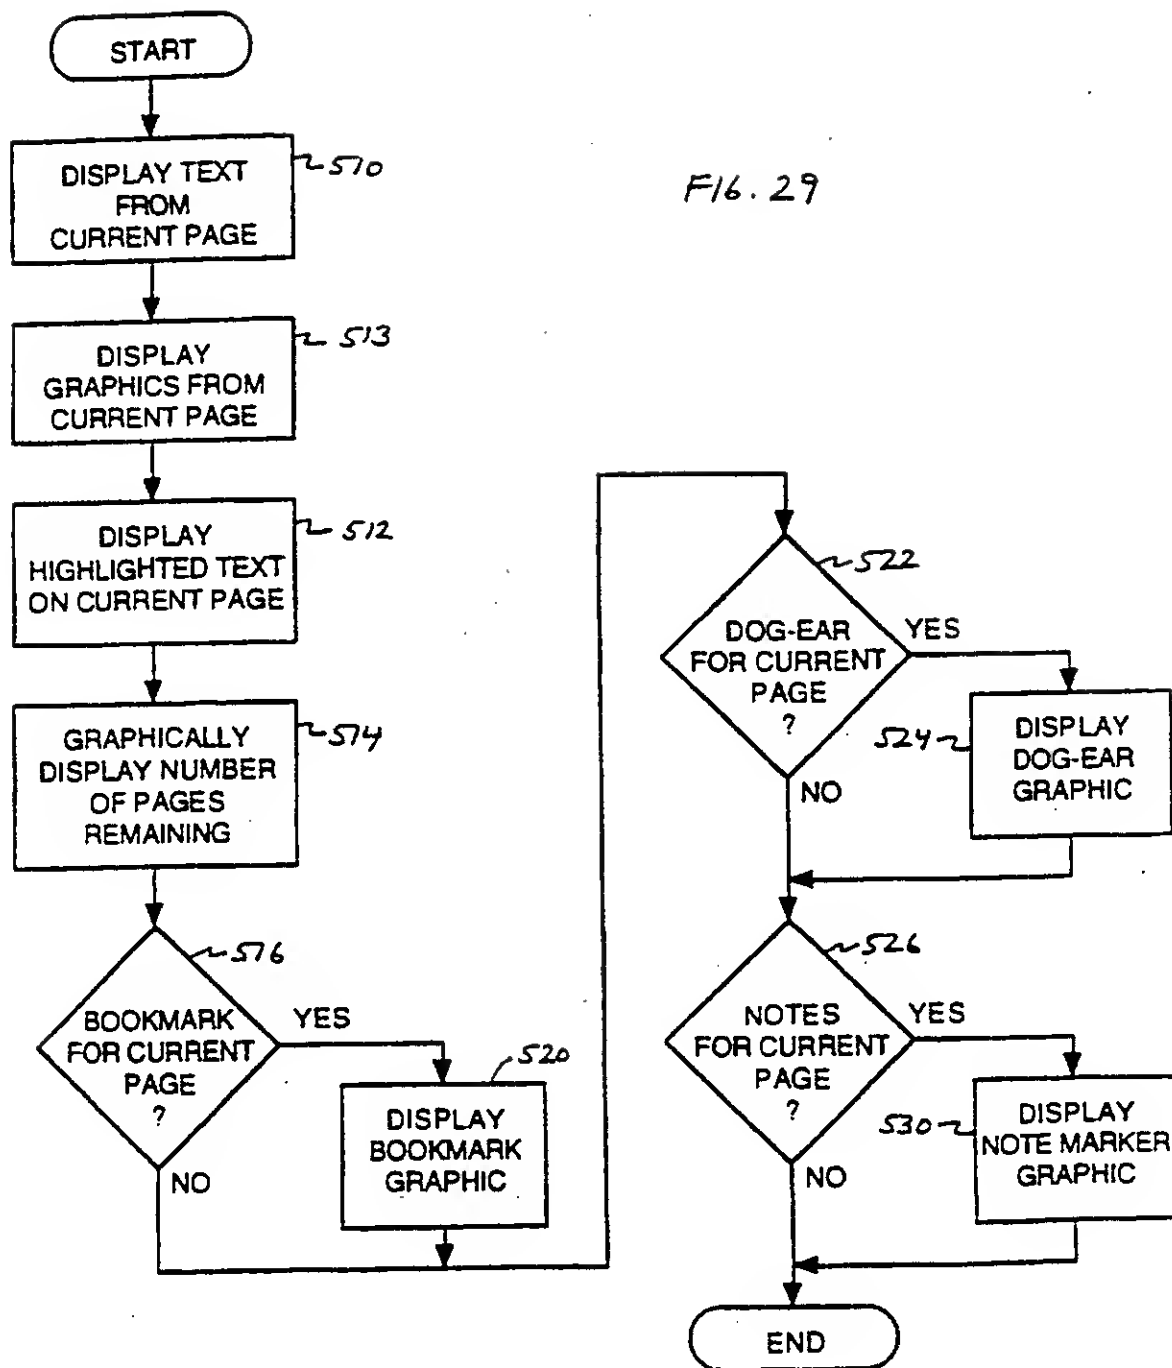 START
DISPLAY TEXT
FROM
CURRENT PAGE
510
FIG. 29
DISPLAY
GRAPHICS FROM
CURRENT PAGE
513
DISPLAY
HIGHLIGHTED TEXT
ON CURRENT PAGE
512
GRAPHICALLY
DISPLAY NUMBER
OF PAGES
REMAINING
514
516
BOOKMARK
FOR CURRENT
PAGE
?
YES
NO
520
DISPLAY
BOOKMARK
GRAPHIC
522
DOG-EAR
FOR CURRENT
PAGE
?
YES
NO
524
DISPLAY
DOG-EAR
GRAPHIC
526
NOTES
FOR CURRENT
PAGE
?
YES
NO
530
DISPLAY
NOTE MARKER
GRAPHIC
END